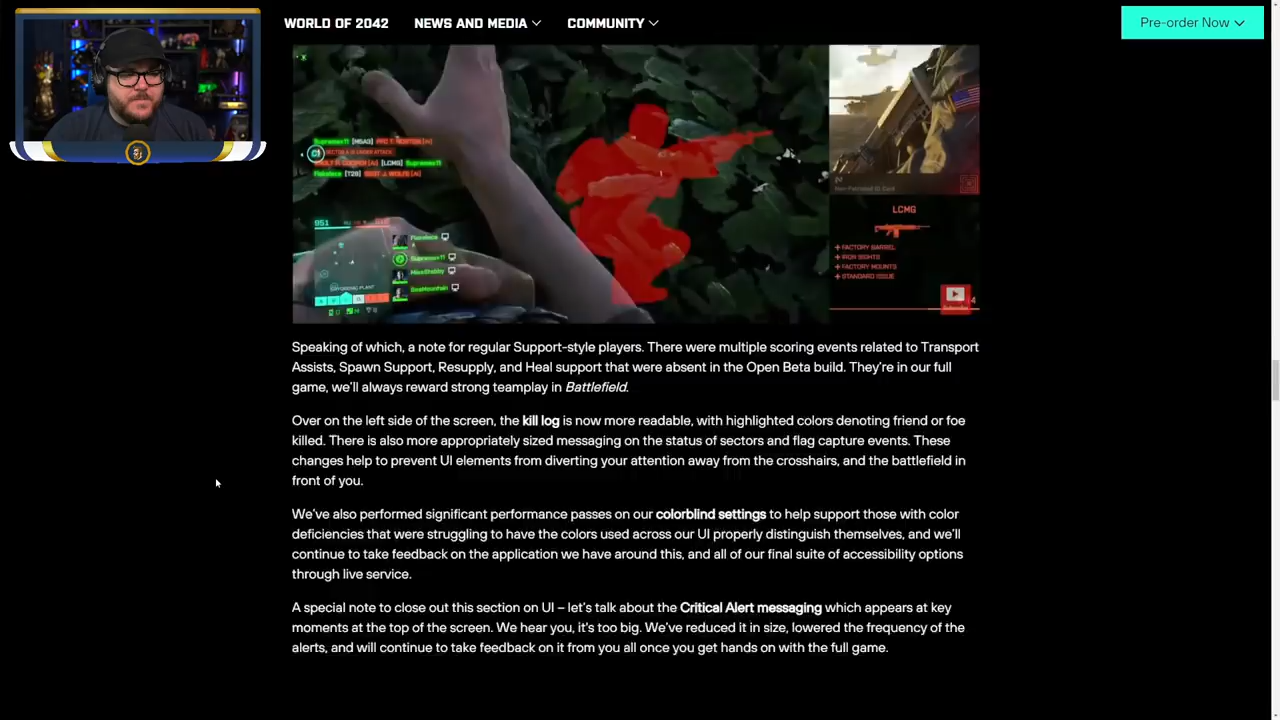 WORLD OF 2042
NEWS AND MEDIA
COMMUNITY
Pre-order Now
951
LCMG
+ FACTORY BARREL
+ IRON SIGHTS
+ FACTORY MOUNTS
+ STANDARD ISSUE
Speaking of which, a note for regular Support-style players. There were multiple scoring events related to Transport
Assists, Spawn Support, Resupply, and Heal support that were absent in the Open Beta build. They're in our full
game, we'll always reward strong teamplay in Battlefield.
Over on the left side of the screen, the kill log is now more readable, with highlighted colors denoting friend or foe
killed. There is also more appropriately sized messaging on the status of sectors and flag capture events. These
changes help to prevent UI elements from diverting your attention away from the crosshairs, and the battlefield in
front of you.
We've also performed significant performance passes on our colorblind settings to help support those with color
deficiencies that were struggling to have the colors used across our UI properly distinguish themselves, and we'll
continue to take feedback on the application we have around this, and all of our final suite of accessibility options
through live service.
A special note to close out this section on UI – let's talk about the Critical Alert messaging which appears at key
moments at the top of the screen. We hear you, it's too big. We've reduced it in size, lowered the frequency of the
alerts, and will continue to take feedback on it from you all once you get hands on with the full game.